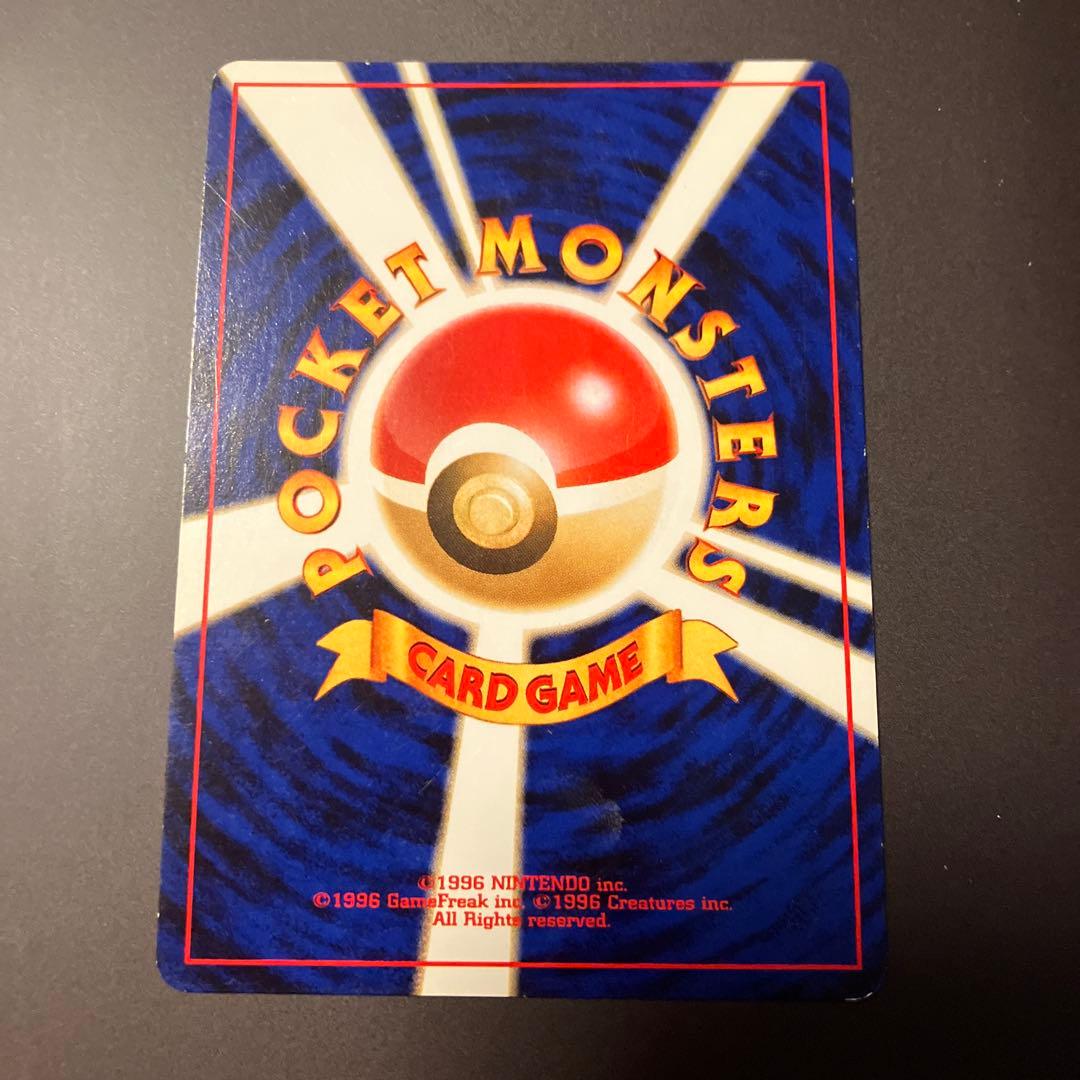 POCKET MONSTERS
CARD GAME
©1996 NINTENDO inc.
©1996 GameFreak inc. ©1996 Creatures inc.
All Rights reserved.